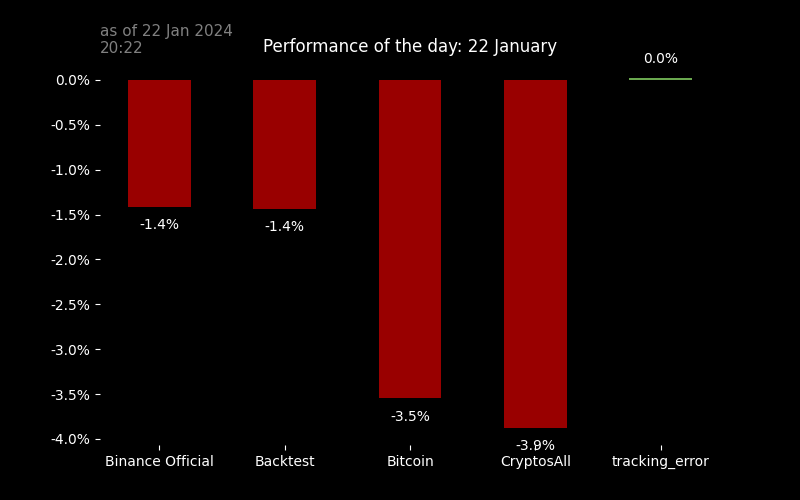 as of 22 Jan 2024
20:22
Performance of the day: 22 January
0.0%
0.0%
-0.5%
-1.0%
-1.5%
-2.0%
-2.5%
-3.0%
-3.5%
-4.0%
-1.4%
-1.4%
-3.5%
-3.9%
Binance Official
Backtest
Bitcoin
CryptosAll
tracking_error